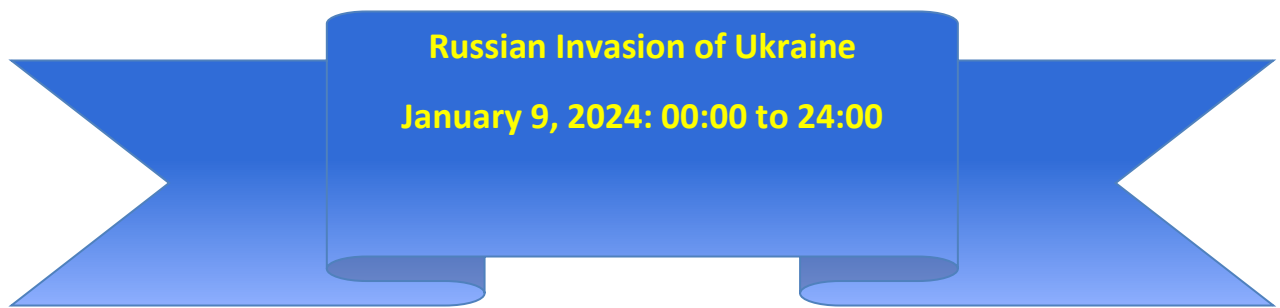 Russian Invasion of Ukraine
January 9, 2024: 00:00 to 24:00